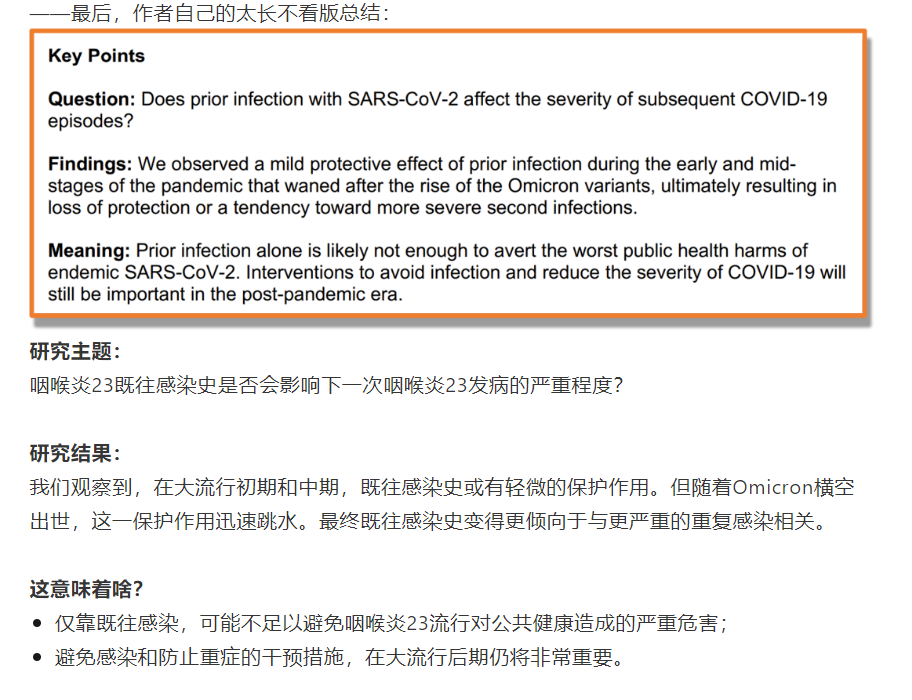 ——最后，作者自己的太长不看版总结：
Key Points
Question: Does prior infection with SARS-CoV-2 affect the severity of subsequent COVID-19
episodes?
Findings: We observed a mild protective effect of prior infection during the early and mid-
stages of the pandemic that waned after the rise of the Omicron variants, ultimately resulting in
loss of protection or a tendency toward more severe second infections.
Meaning: Prior infection alone is likely not enough to avert the worst public health harms of
endemic SARS-CoV-2. Interventions to avoid infection and reduce the severity of COVID-19 will
still be important in the post-pandemic era.
研究主题：
咽喉炎23既往感染史是否会影响下一次咽喉炎23发病的严重程度？
研究结果：
我们观察到，在大流行初期和中期，既往感染史或有轻微的保护作用。但随着Omicron横空
出世，这一保护作用迅速跳水。最终既往感染史变得更倾向于与更严重的重复感染相关。
这意味着啥？
• 仅靠既往感染，可能不足以避免咽喉炎23流行对公共健康造成的严重危害；
• 避免感染和防止重症的干预措施，在大流行后期仍将非常重要。